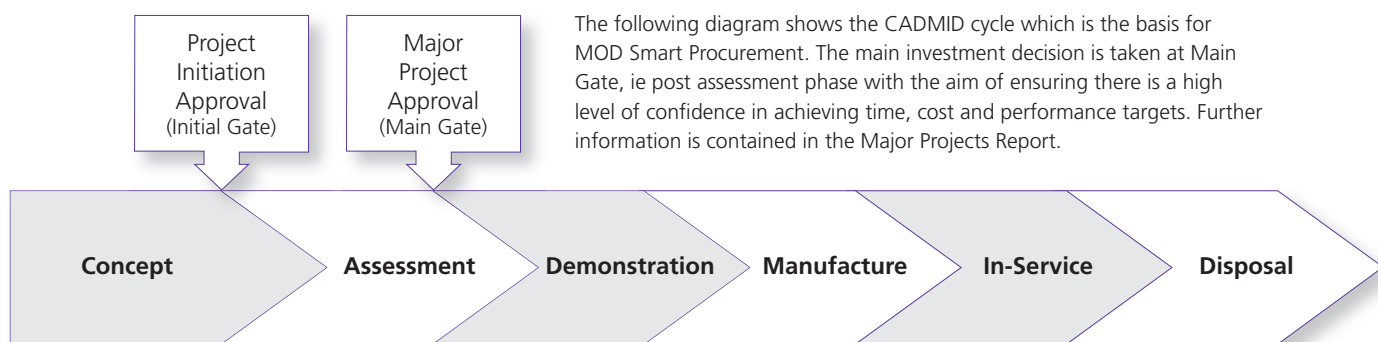 Project
Initiation
Approval
(Initial Gate)
Major
Project
Approval
(Main Gate)
The following diagram shows the CADMID cycle which is the basis for
MOD Smart Procurement. The main investment decision is taken at Main
Gate, ie post assessment phase with the aim of ensuring there is a high
level of confidence in achieving time, cost and performance targets. Further
information is contained in the Major Projects Report.
Concept
Assessment
Demonstration
Manufacture
In-Service
Disposal